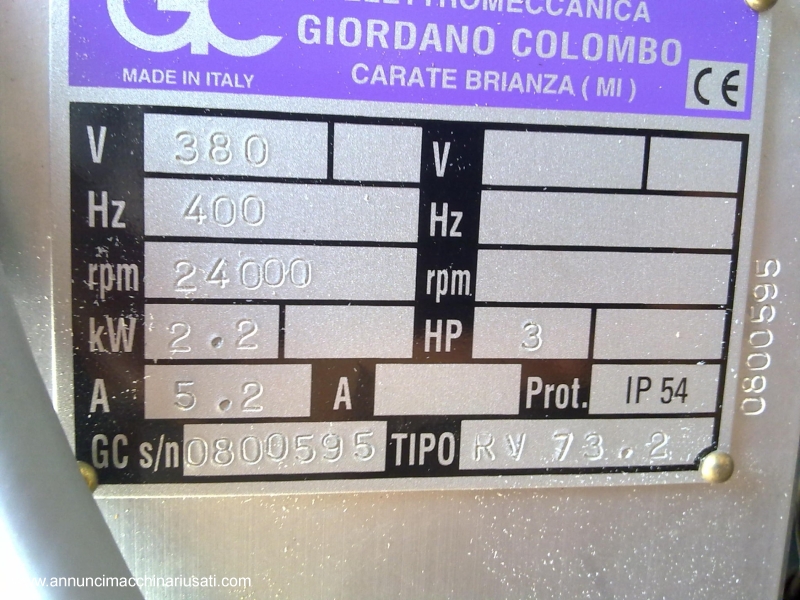 ELETTROMECCANICA
GC GIORDANO COLOMBO
MADE IN ITALY CARATE BRIANZA ( MI ) CE
V 380 V
Hz 400 Hz
rpm 24000 rpm
kW 2.2 HP 3
A 5.2 A Prot. IP 54
GC s/n 0800595 TIPO RV 73.2
0800595
www.annuncimacchinariusati.com